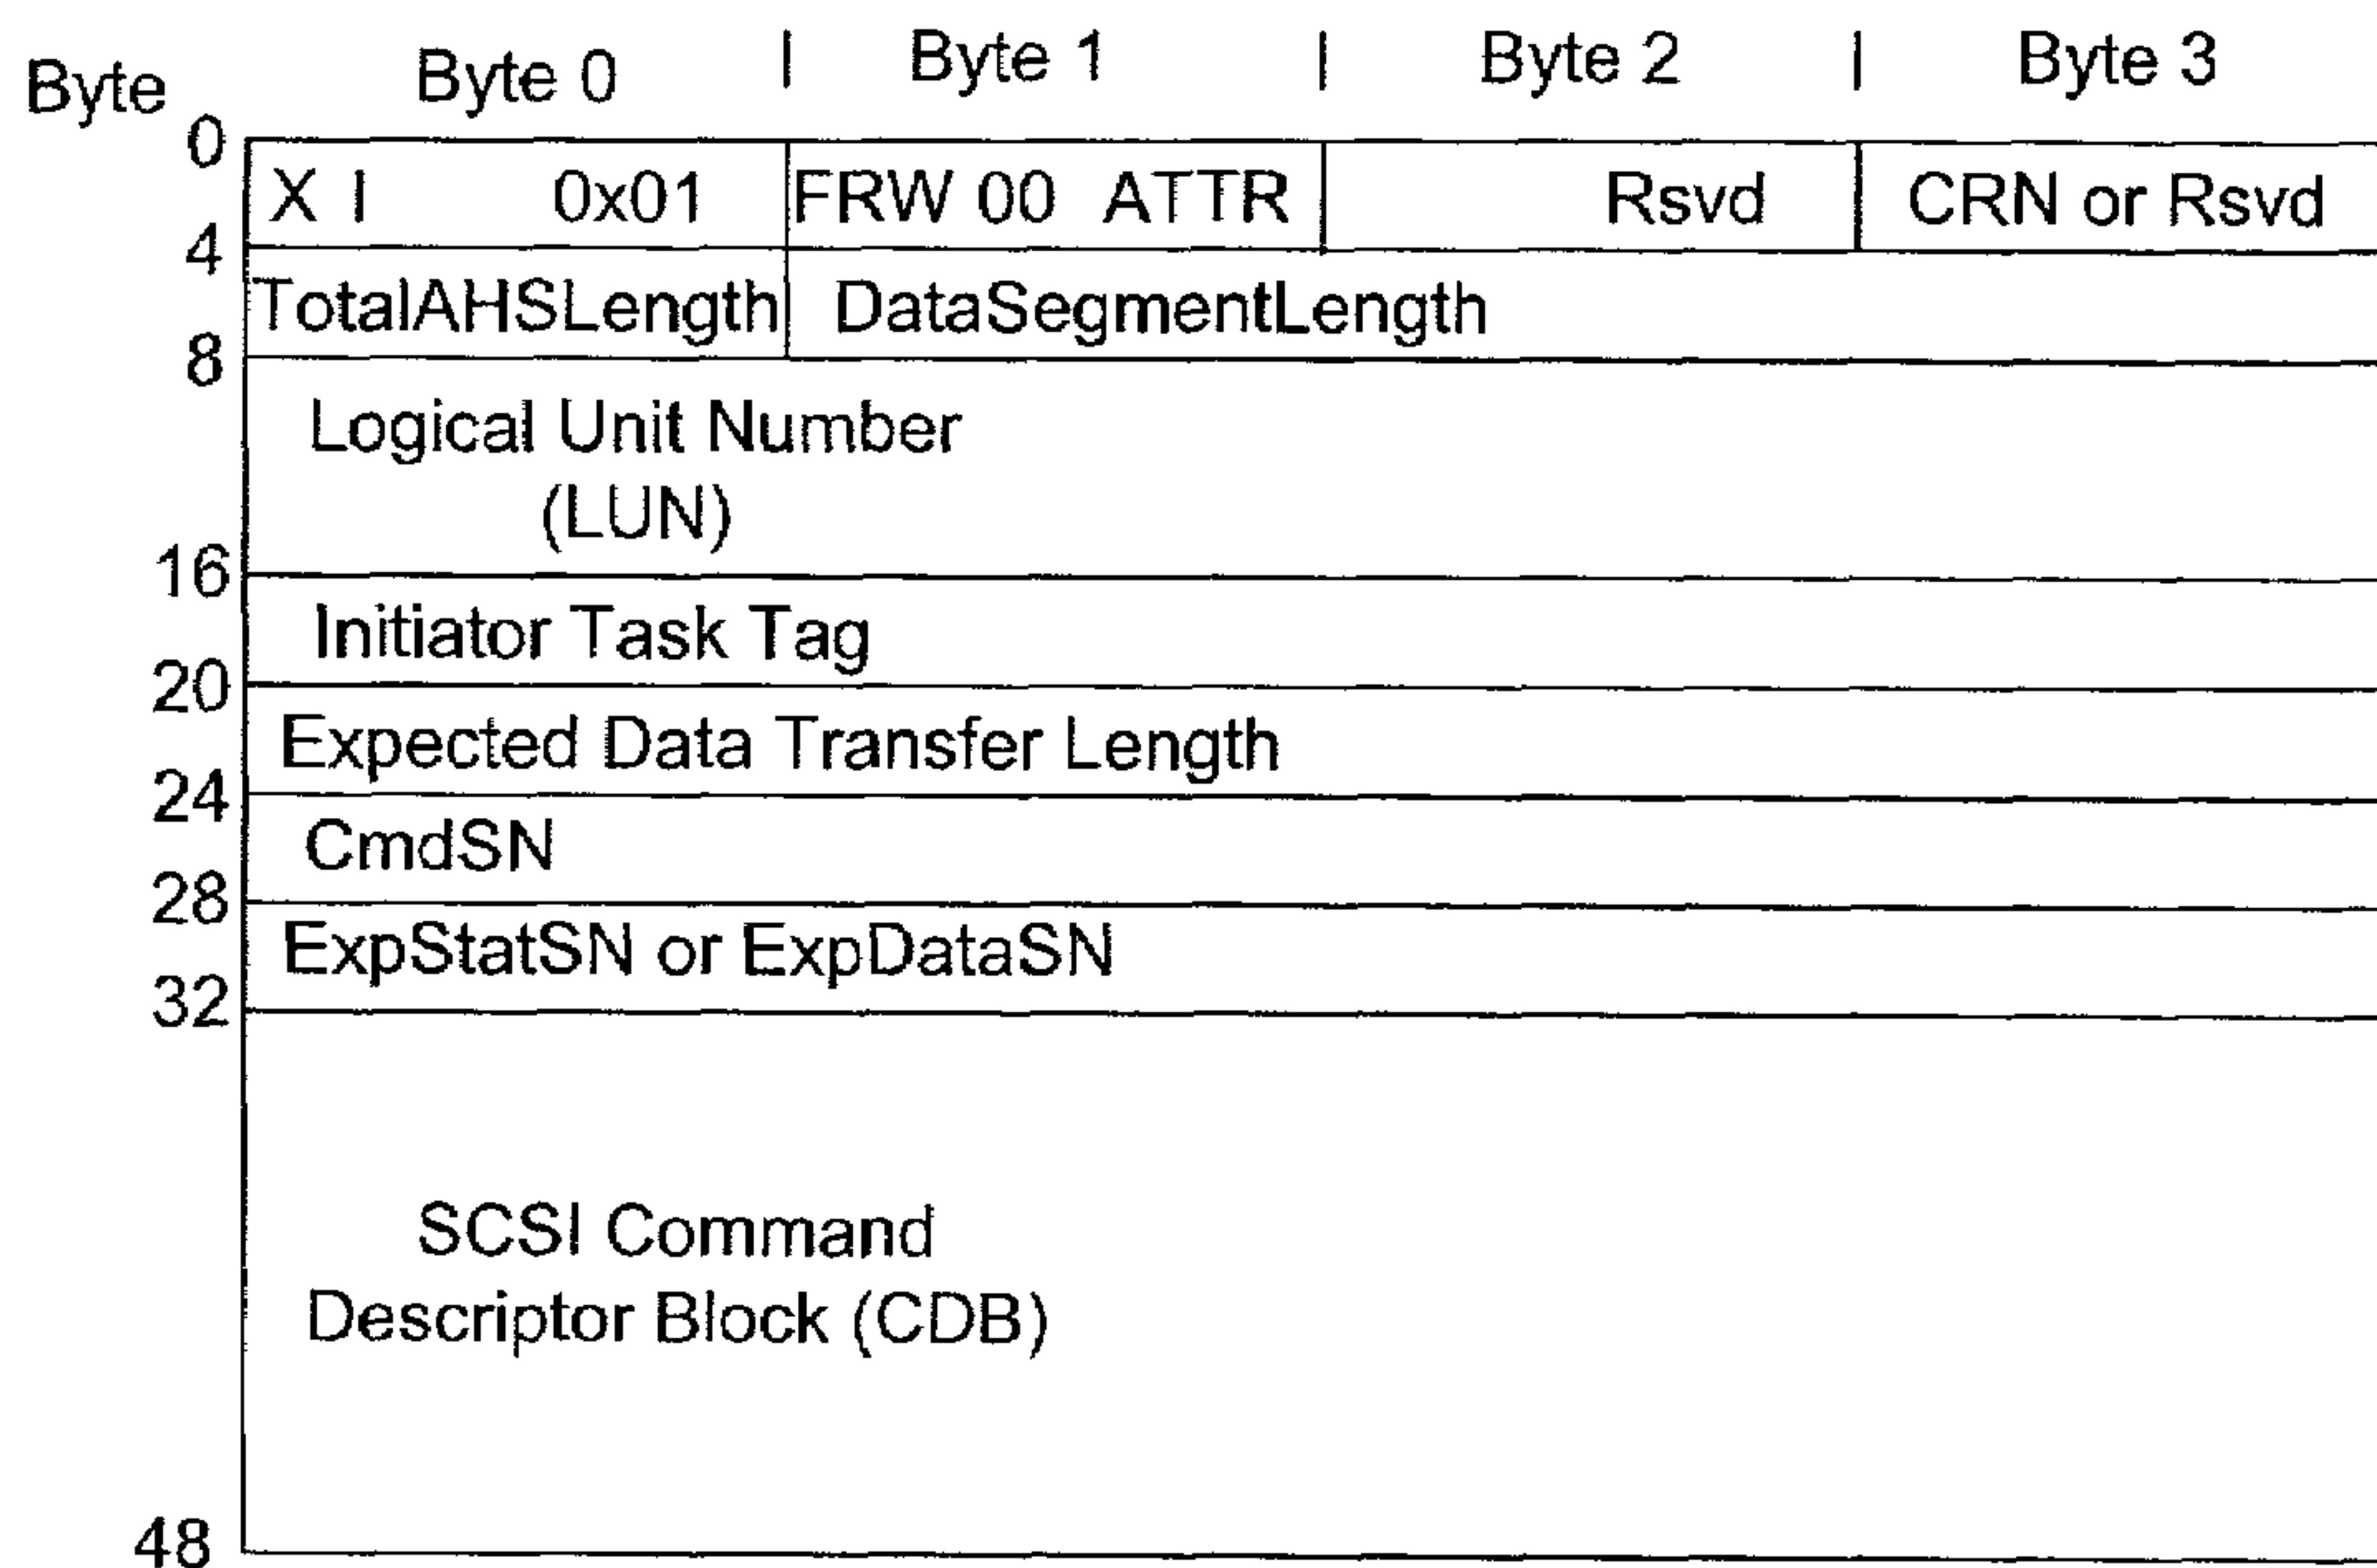 Byte Byte 0 | Byte 1 | Byte 2 | Byte 3
0
X I 0x01 FRW 00 ATTR Rsvd CRN or Rsvd
4
TotalAHSLength DataSegmentLength
8
Logical Unit Number
(LUN)
16
Initiator Task Tag
20
Expected Data Transfer Length
24
CmdSN
28
ExpStatSN or ExpDataSN
32
SCSI Command
Descriptor Block (CDB)
48